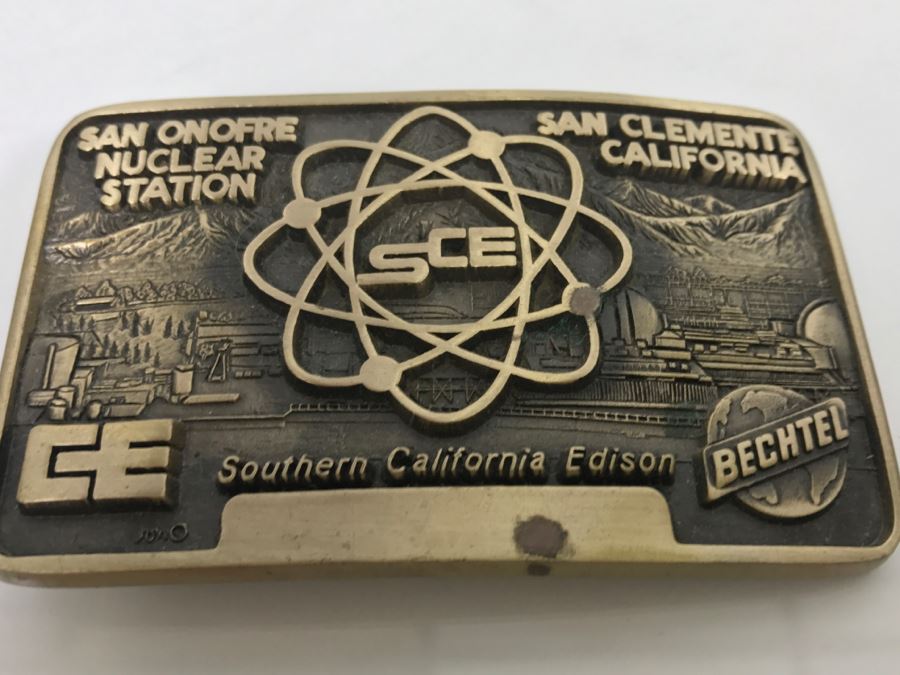 SAN ONOFRE
NUCLEAR
STATION
SAN CLEMENTE
CALIFORNIA
SCE
CE
Southern California Edison
BECHTEL